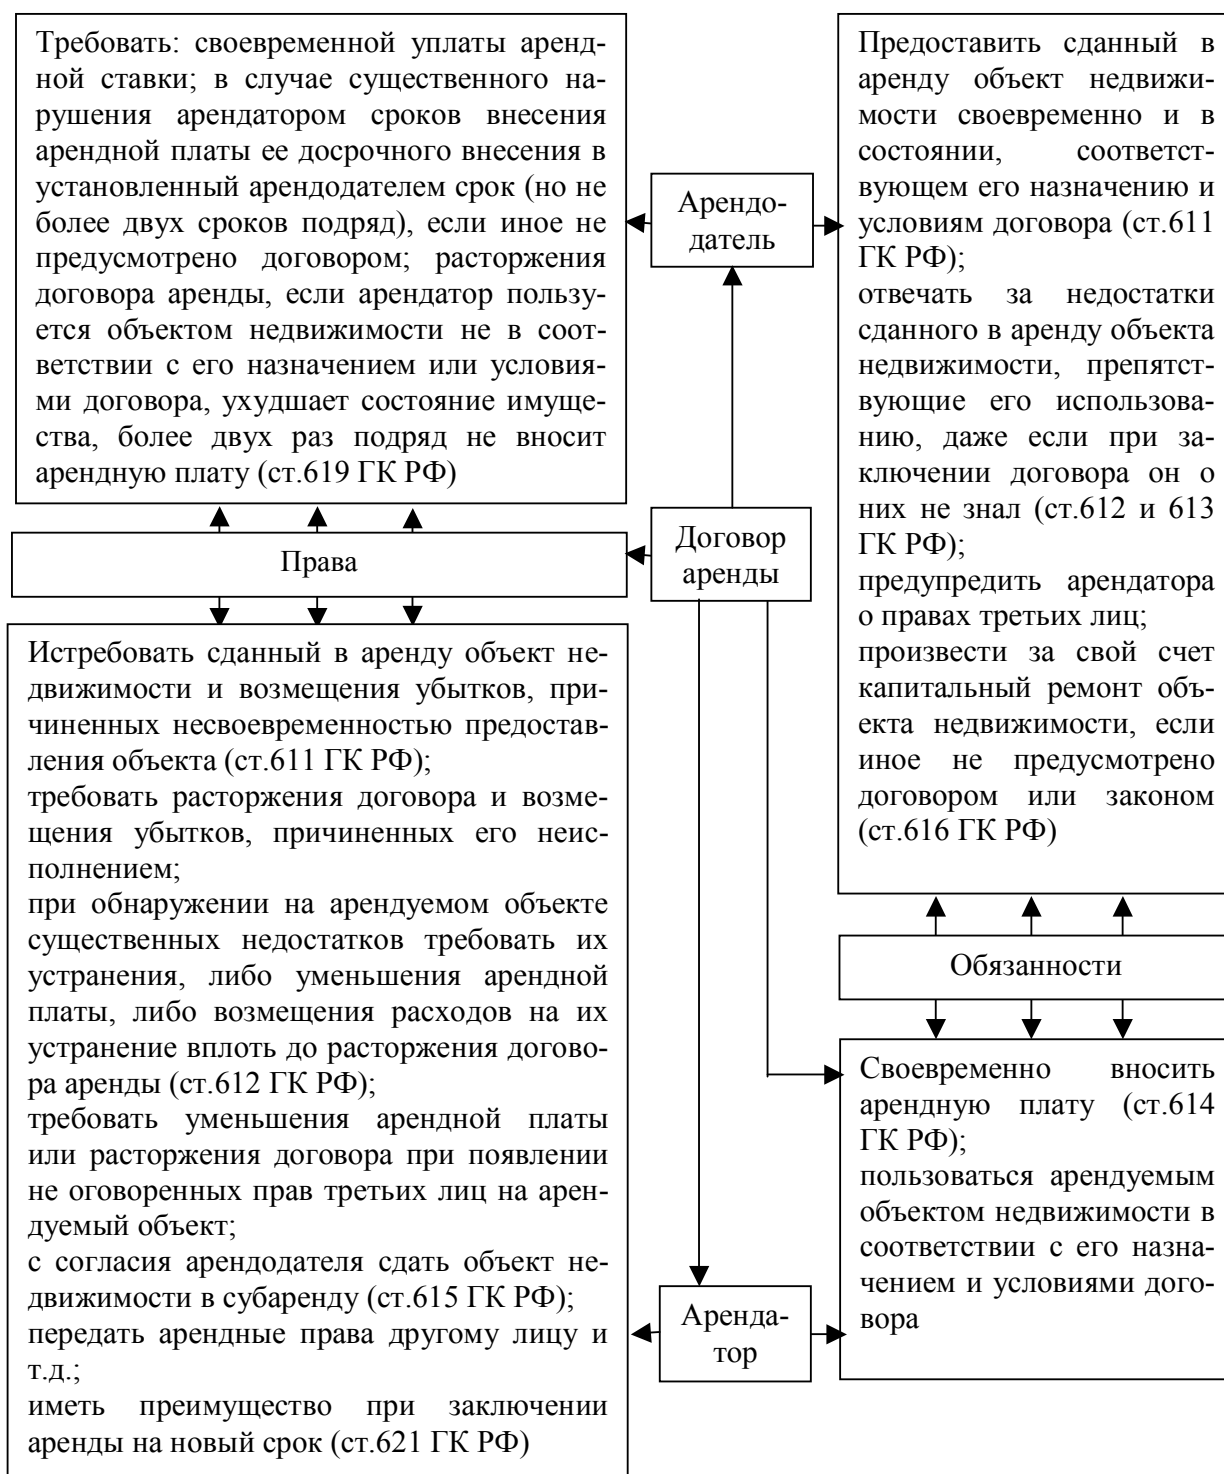 Требовать: своевременной уплаты аренд-
ной ставки; в случае существенного на-
рушения арендатором сроков внесения
арендной платы ее досрочного внесения в
установленный арендодателем срок (но не
более двух сроков подряд), если иное не
предусмотрено договором; расторжения
договора аренды, если арендатор пользу-
ется объектом недвижимости не в соот-
ветствии с его назначением или условия-
ми договора, ухудшает состояние имуще-
ства, более двух раз подряд не вносит
арендную плату (ст.619 ГК РФ)
Арендо-
датель
Предоставить сданный в
аренду объект недвижи-
мости своевременно и в
состоянии, соответст-
вующем его назначению и
условиям договора (ст.611
ГК РФ);
отвечать за недостатки
сданного в аренду объекта
недвижимости, препятст-
вующие его использова-
нию, даже если при за-
ключении договора он о
них не знал (ст.612 и 613
ГК РФ);
предупредить арендатора
о правах третьих лиц;
произвести за свой счет
капитальный ремонт объ-
екта недвижимости, если
иное не предусмотрено
договором или законом
(ст.616 ГК РФ)
Права
Договор
аренды
Истребовать сданный в аренду объект не-
движимости и возмещения убытков, при-
чиненных несвоевременностью предостав-
ления объекта (ст.611 ГК РФ);
требовать расторжения договора и возме-
щения убытков, причиненных его неис-
полнением;
при обнаружении на арендуемом объекте
существенных недостатков требовать их
устранения, либо уменьшения арендной
платы, либо возмещения расходов на их
устранение вплоть до расторжения догово-
ра аренды (ст.612 ГК РФ);
требовать уменьшения арендной платы
или расторжения договора при появлении
не оговоренных прав третьих лиц на арен-
дуемый объект;
с согласия арендодателя сдать объект не-
движимости в субаренду (ст.615 ГК РФ);
передать арендные права другому лицу и
т.д.;
иметь преимущество при заключении
аренды на новый срок (ст.621 ГК РФ)
Обязанности
Своевременно вносить
арендную плату (ст.614
ГК РФ);
пользоваться арендуемым
объектом недвижимости в
соответствии с его назна-
чением и условиями дого-
вора
Аренда-
тор